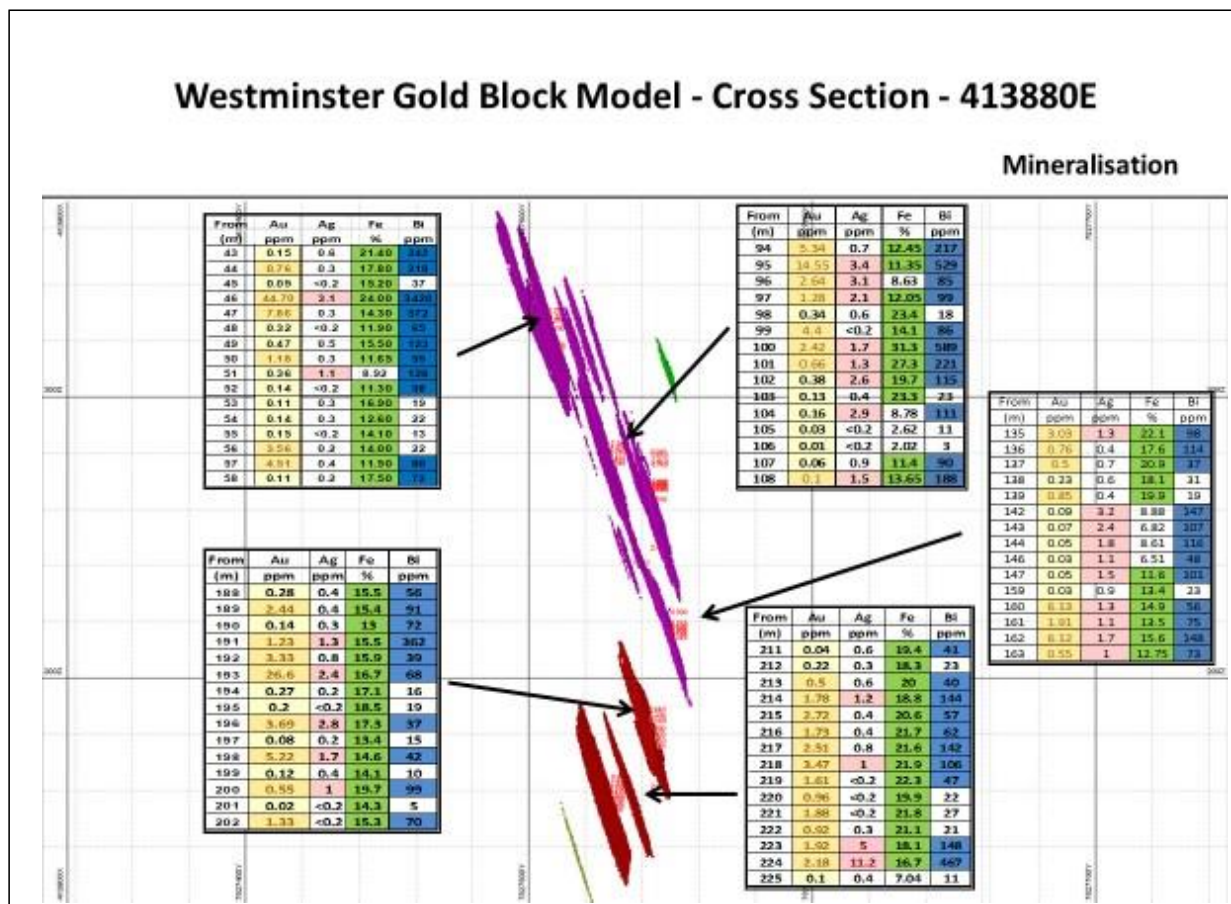 Westminster Gold Block Model - Cross Section - 413880E
Mineralisation
From Au Ag Fe Bi
(m) ppm ppm % ppm
43 0.15 0.6 21.40
44 0.76 0.3 17.80
45 0.09 <0.2 15.20 37
46 44.70 3.1 24.00
47 7.86 0.3 14.30
48 0.32 <0.2 11.90
49 0.47 0.5 15.50
50 1.18 0.3 11.65
51 0.36 1.1 8.92
52 0.14 <0.2 11.30
53 0.11 0.3 16.90 19
54 0.14 0.3 12.60 22
55 0.15 <0.2 14.10 13
56 3.56 0.2 14.00 22
57 0.4 11.90
58 0.11 0.2 17.50
From Au Ag Fe Bi
(m) ppm ppm % ppm
94 5.34 0.7 12.45 217
95 14.55 3.4 11.35 529
96 2.64 3.1 8.63 85
97 1.28 2.1 12.05 99
98 0.34 0.6 23.4 18
99 4.4 <0.2 14.1 86
100 2.42 1.7 31.3 589
101 0.66 1.3 27.3 221
102 0.38 2.6 19.7 115
103 0.13 0.4 23.3 23
104 0.16 2.9 8.78 111
105 0.03 <0.2 2.62 11
106 0.01 <0.2 2.02 3
107 0.06 0.9 11.4 90
108 0.1 1.5 13.65 188
From Au Ag Fe Bi
(m) ppm ppm % ppm
135 3.03 1.3 22.1 98
136 0.76 0.4 17.6 114
137 0.5 0.7 20.9 37
138 0.23 0.6 18.1 31
139 0.85 0.4 19.9 19
142 0.09 3.2 8.88 147
143 0.07 2.4 6.82 107
144 0.05 1.8 8.61 116
146 0.03 1.1 6.51 48
147 0.05 1.5 11.6 101
159 0.03 0.9 13.4 23
160 6.13 1.3 14.9 56
161 1.91 1.1 13.5 75
162 1.7 15.6 148
163 0.55 1 12.75 73
From Au Ag Fe Bi
(m) ppm ppm % ppm
188 0.28 0.4 15.5 56
189 2.44 0.4 15.4 91
190 0.14 0.3 13 72
191 1.23 1.3 15.5 362
192 3.33 0.8 15.9 39
193 26.6 2.4 16.7 68
194 0.27 0.2 17.1 16
195 0.2 <0.2 18.5 19
196 3.69 2.8 17.3 37
197 0.08 0.2 13.4 15
198 5.22 1.7 14.6 42
199 0.12 0.4 14.1 10
200 0.55 1 19.7 99
201 0.02 <0.2 14.3 5
202 1.33 <0.2 15.3 70
From Au Ag Fe Bi
(m) ppm ppm % ppm
211 0.04 0.6 19.4 41
212 0.22 0.3 18.3 23
213 0.5 0.6 20 40
214 1.78 1.2 18.8 144
215 2.72 0.4 20.6 57
216 1.73 0.4 21.7 62
217 2.51 0.8 21.6 142
218 3.47 1 21.9 106
219 1.61 <0.2 22.3 47
220 0.96 <0.2 19.9 22
221 1.88 <0.2 21.8 27
222 0.92 0.3 21.1 21
223 1.92 5 18.1 148
224 2.18 11.2 16.7 467
225 0.1 0.4 7.04 11